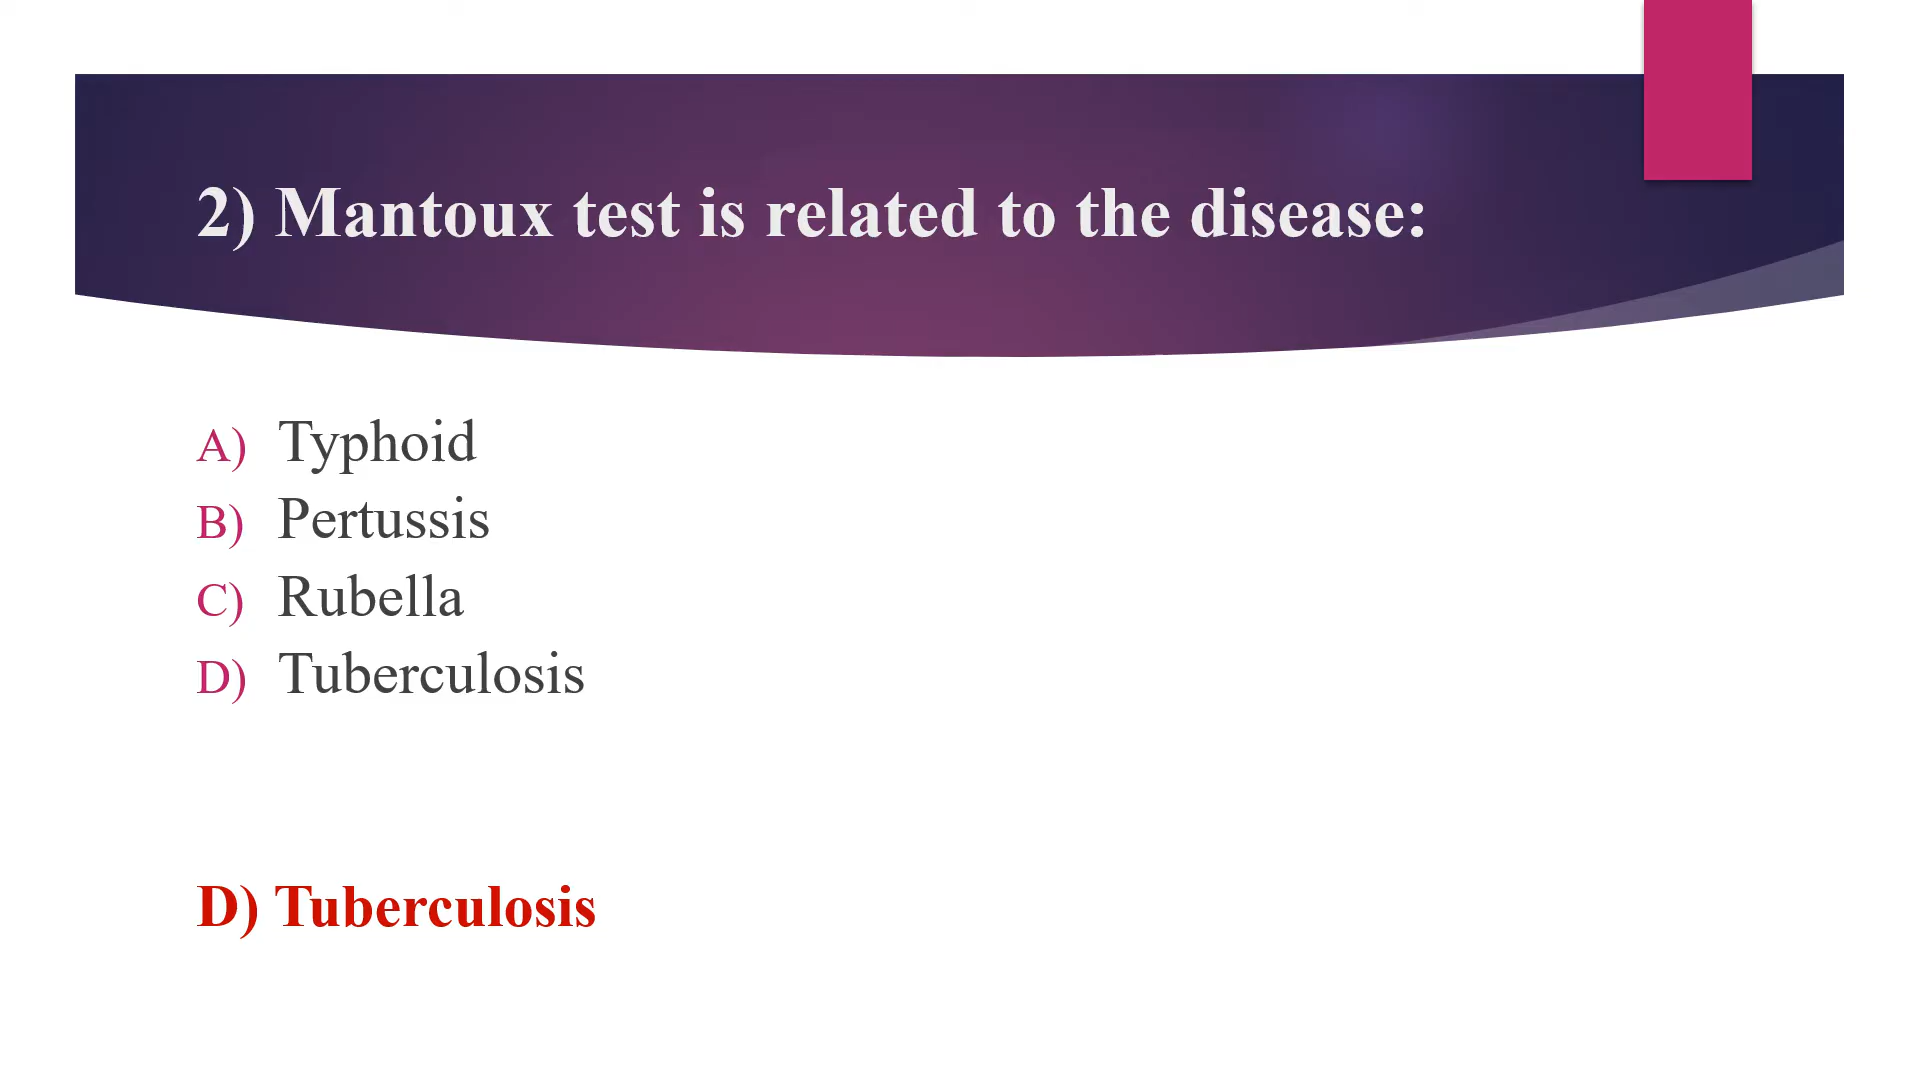 2) Mantoux test is related to the disease:
A) Typhoid
B) Pertussis
C) Rubella
D) Tuberculosis
D) Tuberculosis